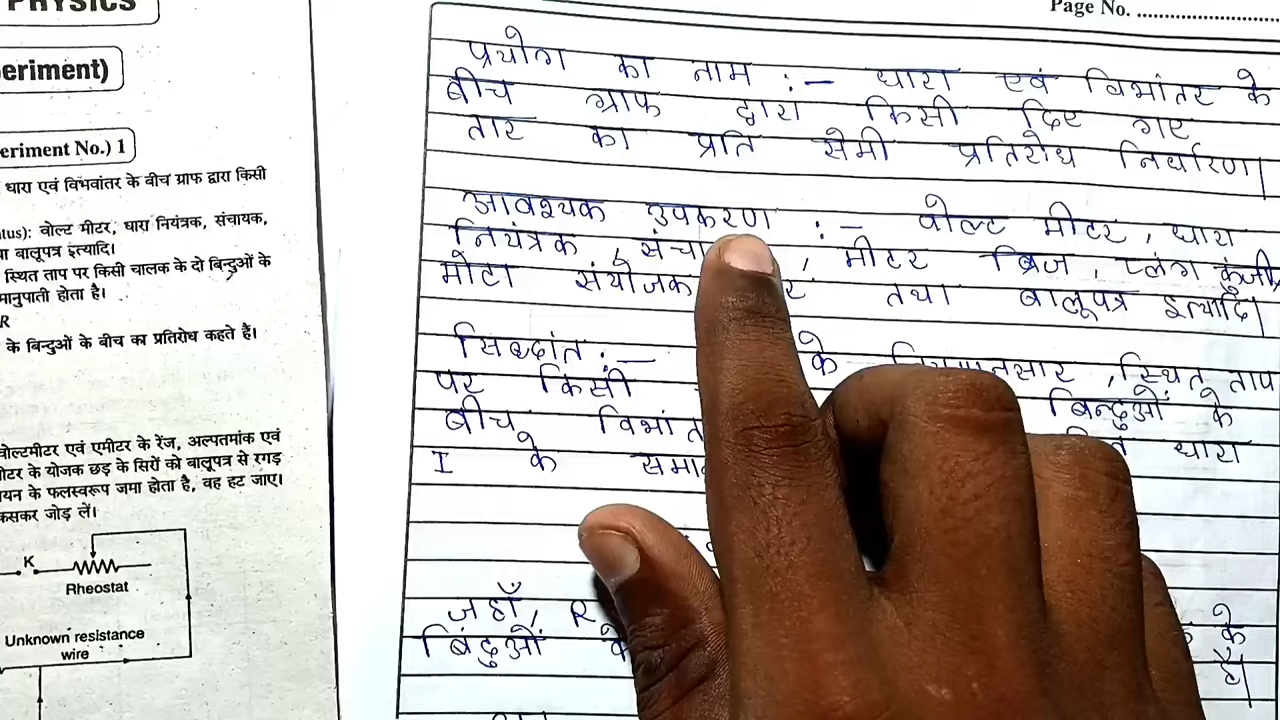 PHYSICS
eriment)
eriment No.) 1
धारा एवं विभवांतर के बीच ग्राफ द्वारा किसी
tus): वोल्ट मीटर, धारा नियंत्रक, संचायक,
बालूपत्र इत्यादि।
स्थित ताप पर किसी चालक के दो बिन्दुओं के
मानुपाती होता है।
R
के बिन्दुओं के बीच का प्रतिरोध कहते हैं।
वोल्टमीटर एवं एमीटर के रेंज, अल्पतमांक एवं
ीटर के योजक छड़ के सिरों को बालूपत्र से रगड़
यन के फलस्वरूप जमा होता है, वह हट जाए।
कसकर जोड़ लें।
K
Rheostat
Unknown resistance
wire
Page No. ..............................
प्रयोग का नाम :- धारा एवं विभांतर के
बीच ग्राफ द्वारा किसी दिए गए
तार का प्रति सेमी प्रतिरोध निर्धारण।
आवश्यक उपकरण :- वोल्ट मीटर, धारा
नियंत्रक, संचा , मीटर ब्रिज, प्लग कुंजी,
मोटा संयोजक र तथा बालूपत्र इत्यादि।
सिद्धांत :- के , स्थित ताप
पर किसी बिन्दुओं के
बीच विभांत धारा
I के समा
जहाँ, R के
बिंदुओं के है।